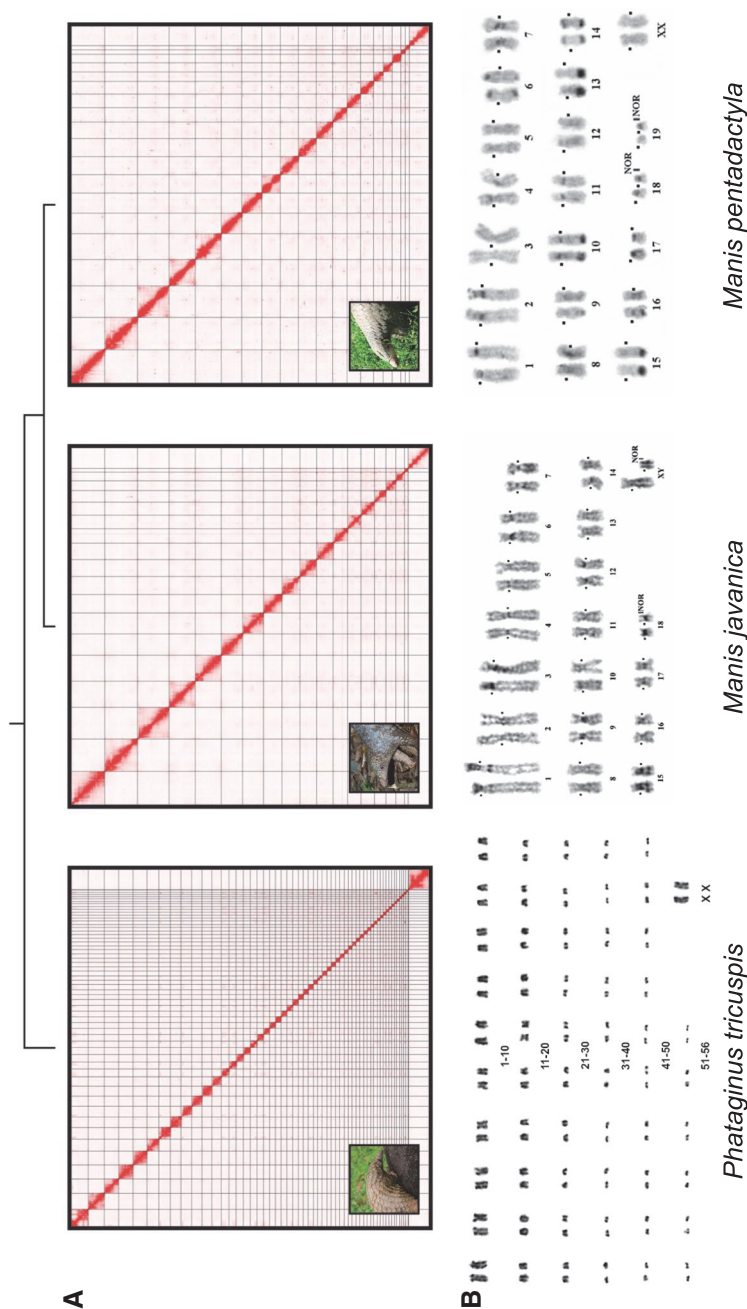 A
B
1-10
11-20
21-30
31-40
41-50
51-56
X X
Phataginus tricuspis
1 2 3 4 5 6 7
8 9 10 11 12 13 14
15 16 17 18 NOR XY NOR
Manis javanica
1 2 3 4 5 6 7
8 9 10 11 12 13 14
15 16 17 18 NOR 19 NOR XX
Manis pentadactyla